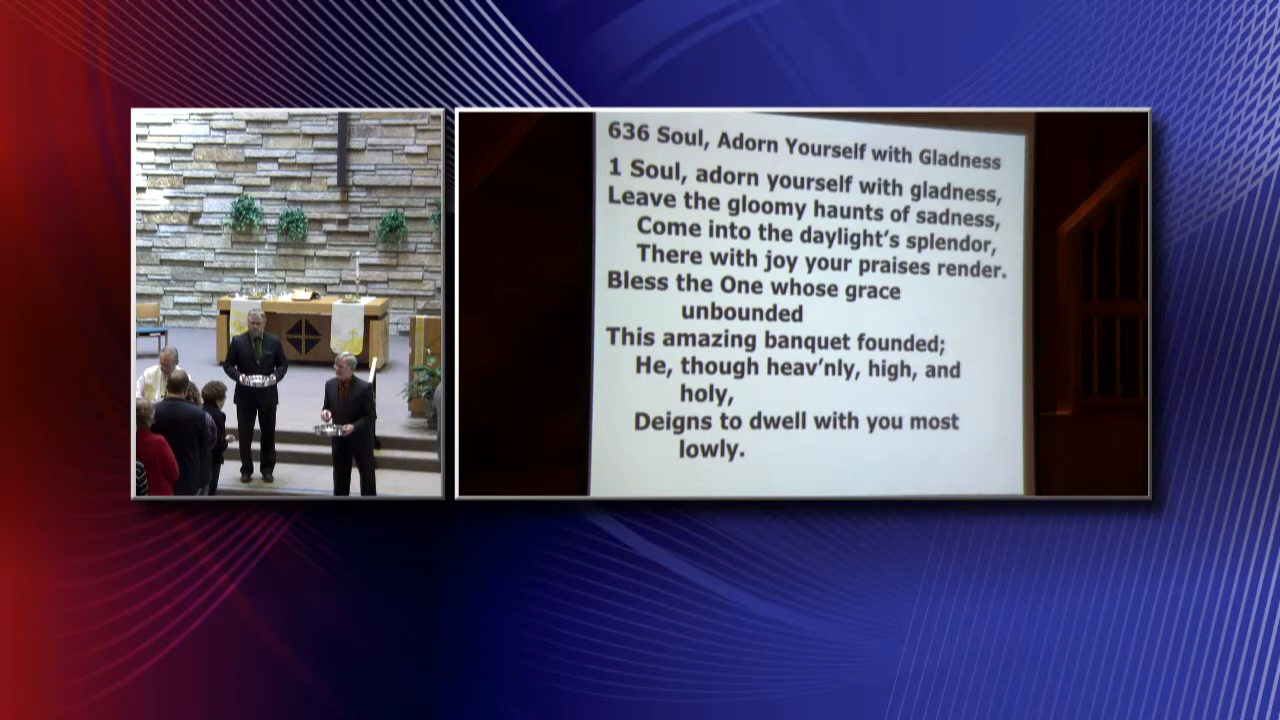 636 Soul, Adorn Yourself with Gladness
1 Soul, adorn yourself with gladness,
Leave the gloomy haunts of sadness,
Come into the daylight's splendor,
There with joy your praises render.
Bless the One whose grace
unbounded
This amazing banquet founded;
He, though heav'nly, high, and
holy,
Deigns to dwell with you most
lowly.